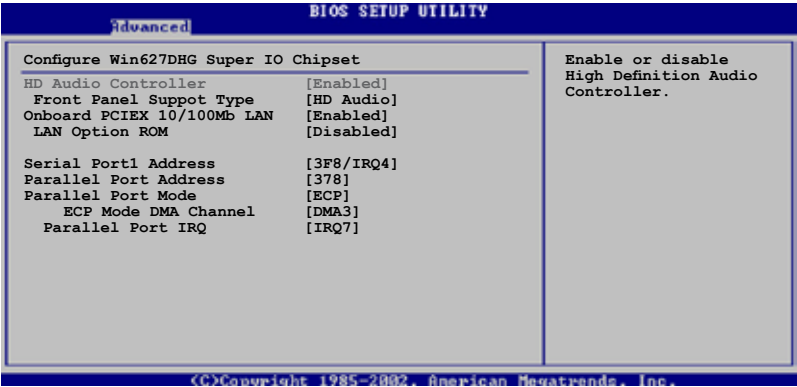 BIOS SETUP UTILITY
Advanced
Configure Win627DHG Super IO Chipset
HD Audio Controller [Enabled]
Front Panel Suppot Type [HD Audio]
Onboard PCIEX 10/100Mb LAN [Enabled]
LAN Option ROM [Disabled]
Serial Port1 Address [3F8/IRQ4]
Parallel Port Address [378]
Parallel Port Mode [ECP]
ECP Mode DMA Channel [DMA3]
Parallel Port IRQ [IRQ7]
Enable or disable
High Definition Audio
Controller.
(C)Copyright 1985-2002, American Megatrends, Inc.